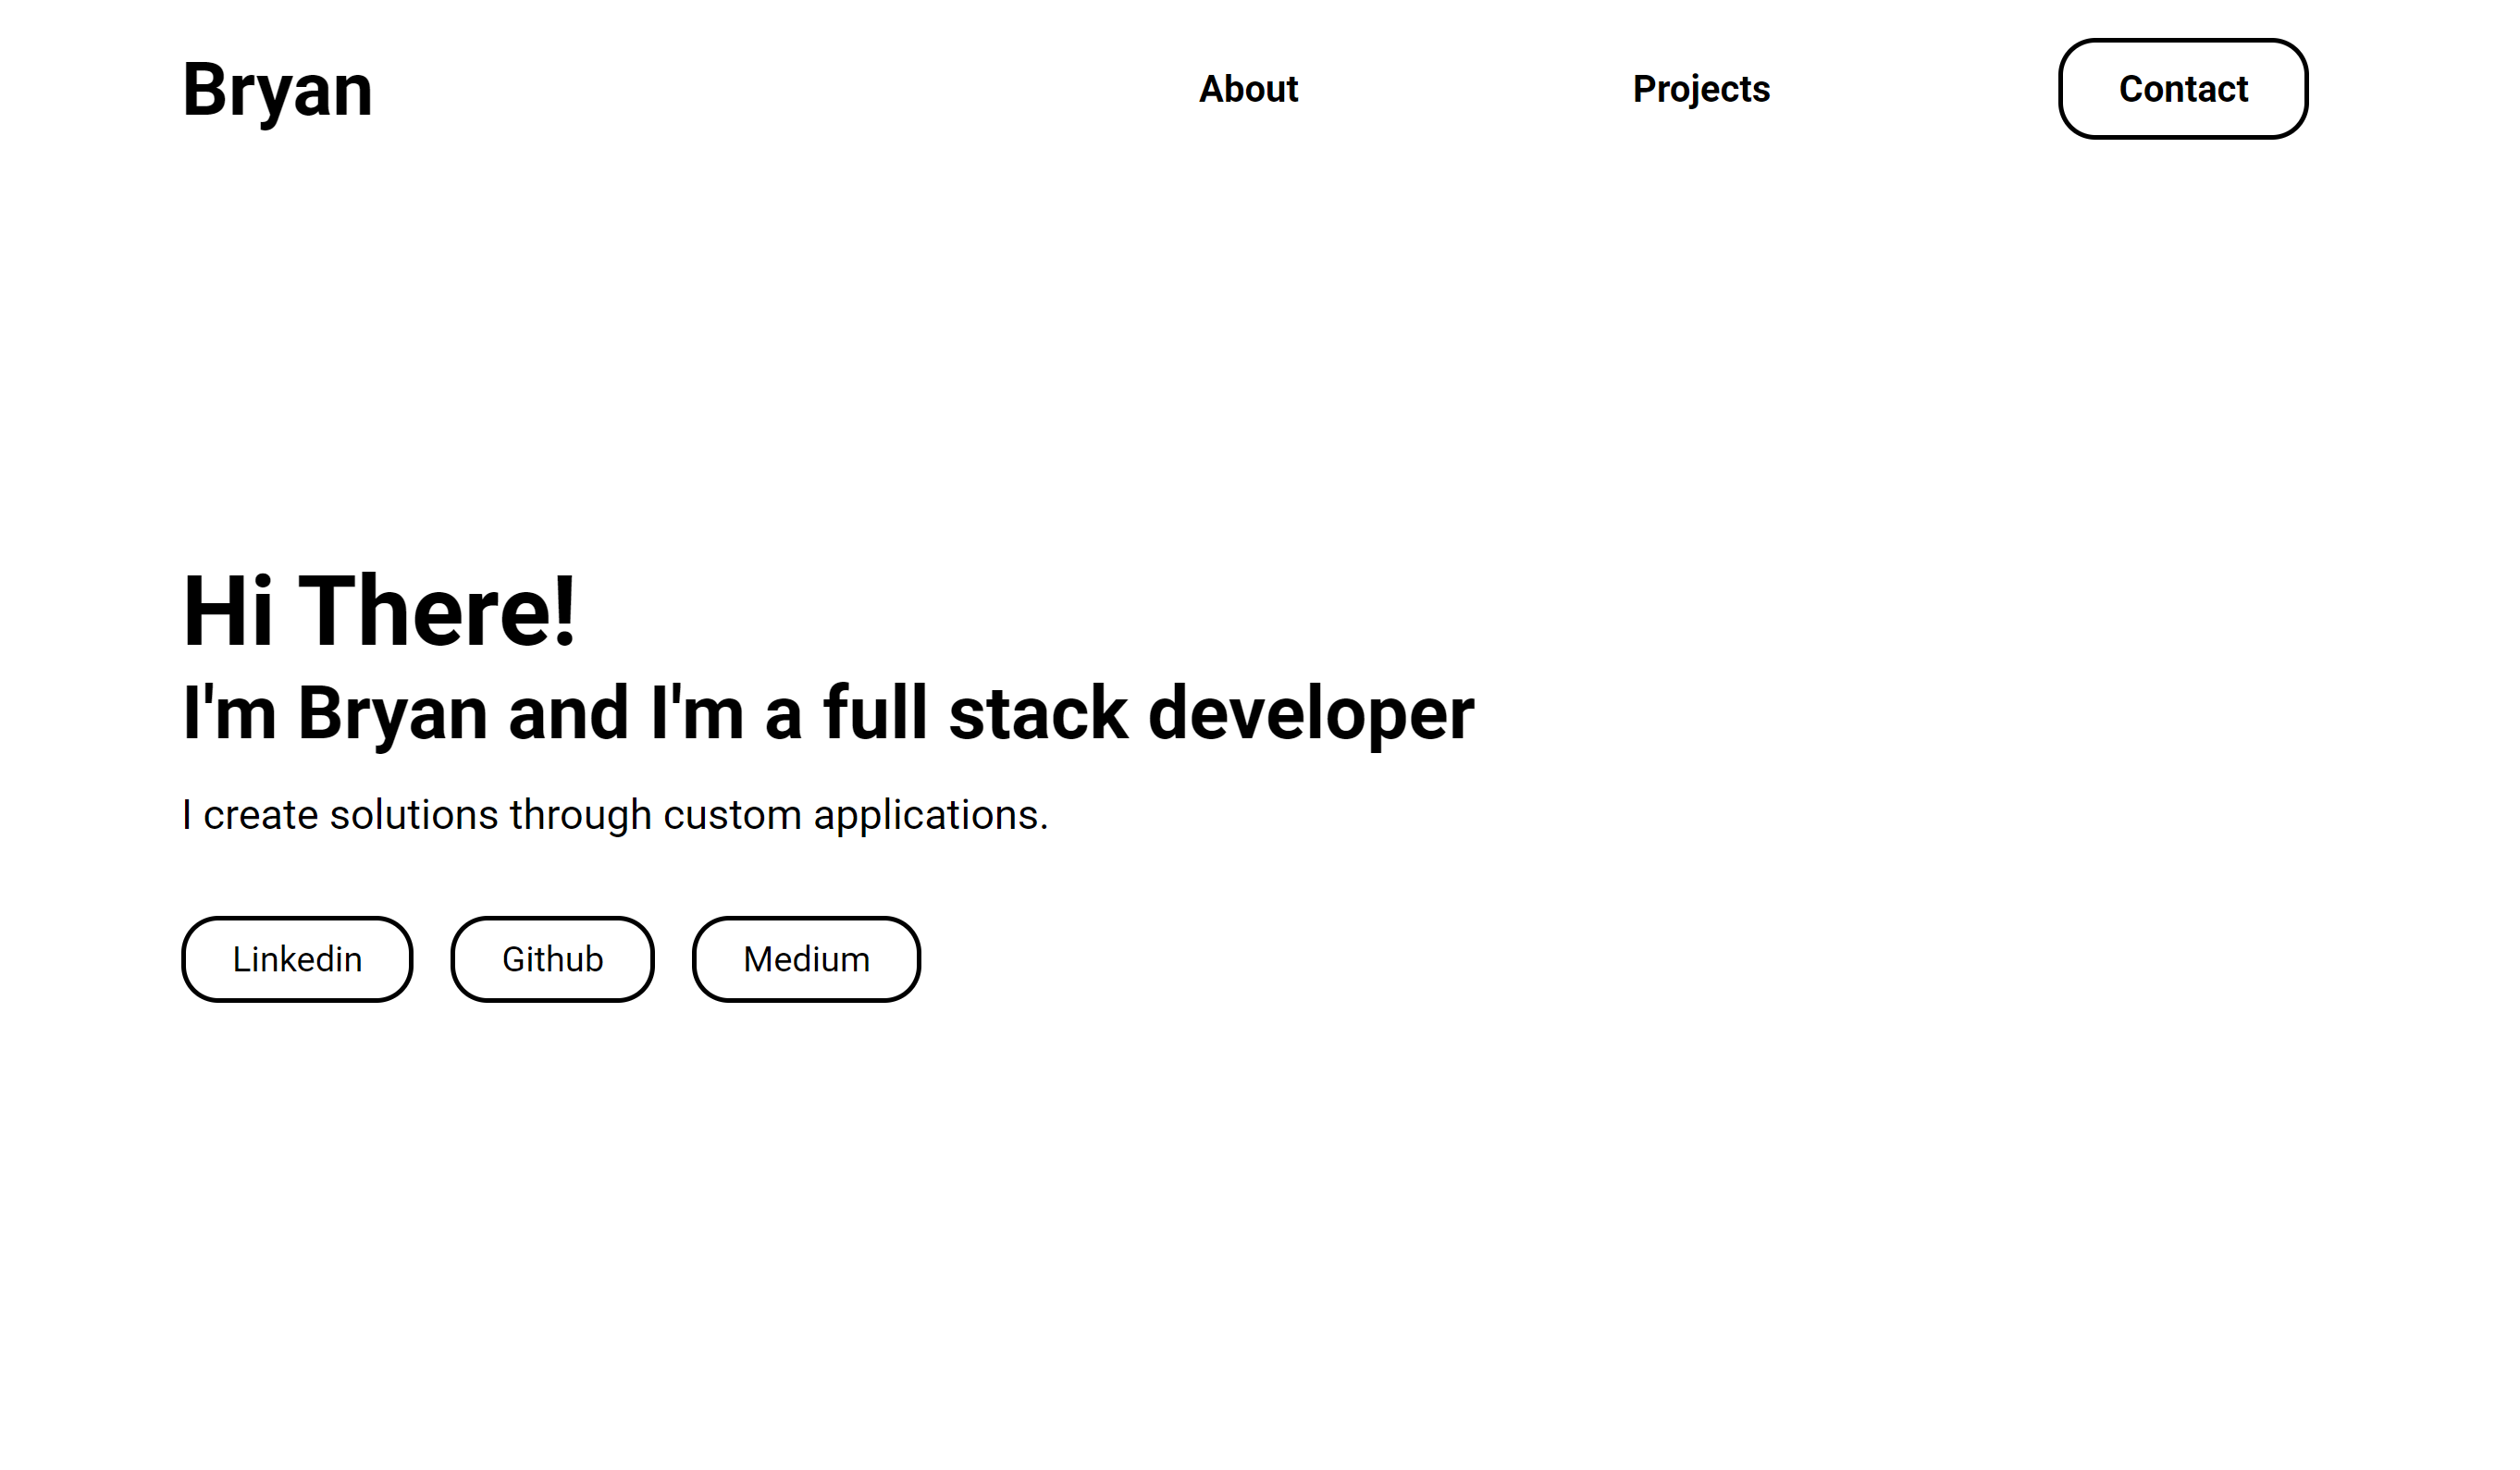 Bryan
About
Projects
Contact
Hi There!
I'm Bryan and I'm a full stack developer
I create solutions through custom applications.
Linkedin
Github
Medium